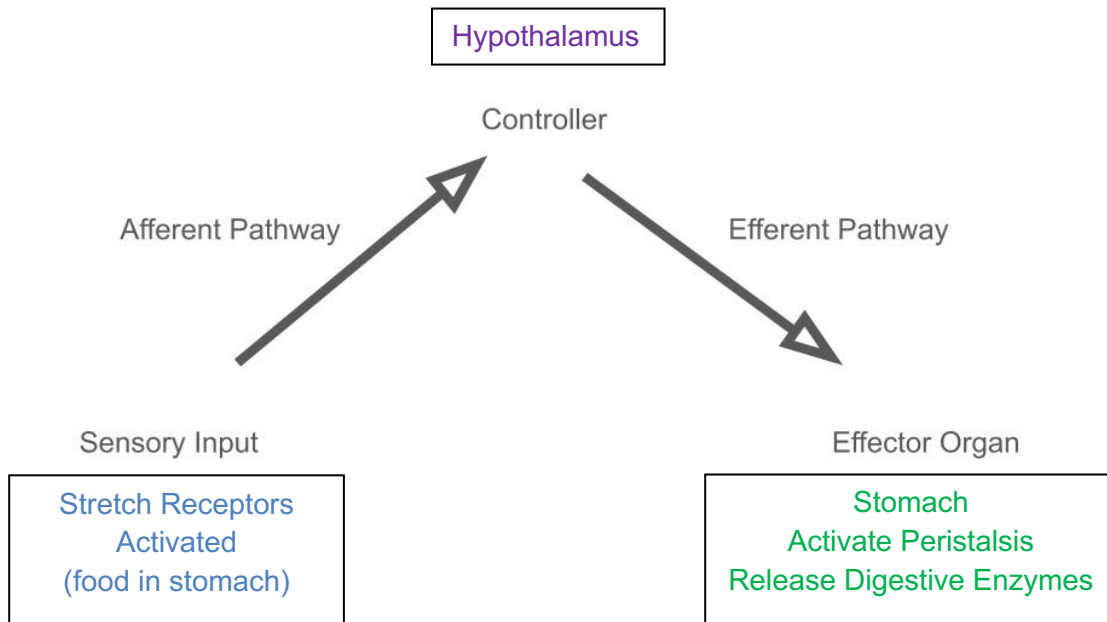 Hypothalamus
Controller
Afferent Pathway
Efferent Pathway
Sensory Input
Stretch Receptors
Activated
(food in stomach)
Effector Organ
Stomach
Activate Peristalsis
Release Digestive Enzymes